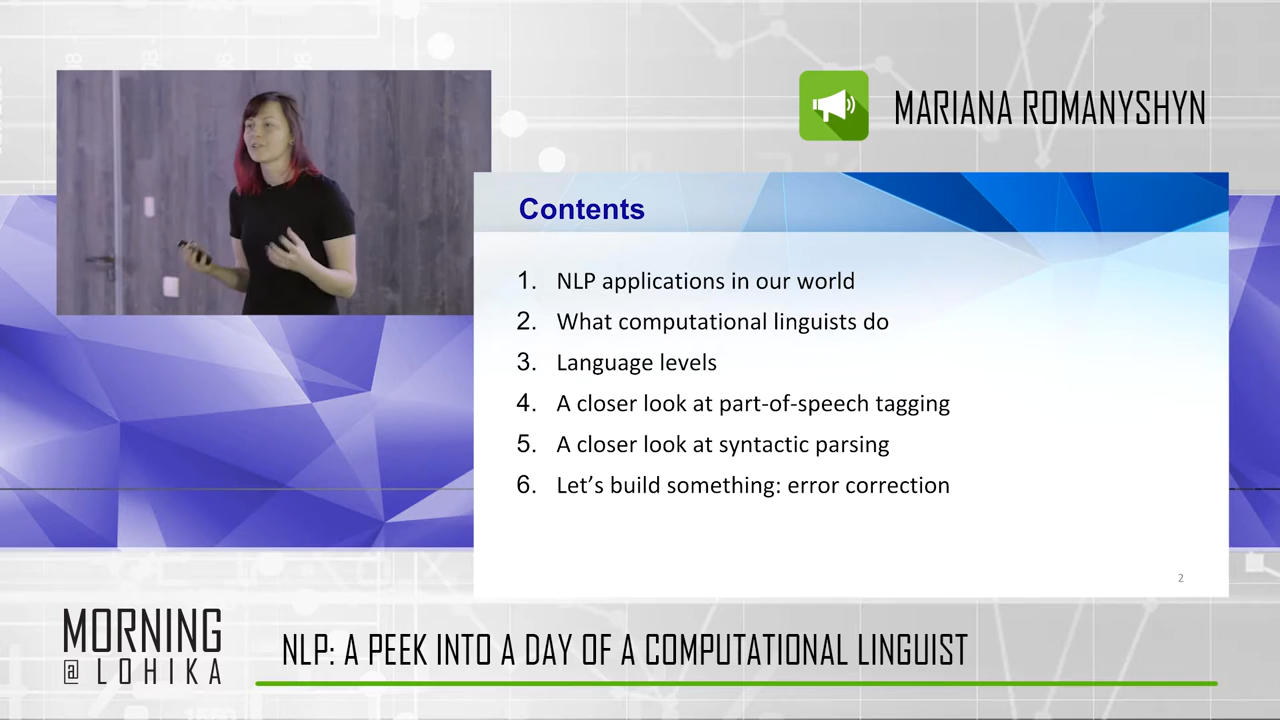 MARIANA ROMANYSHYN
Contents
1. NLP applications in our world
2. What computational linguists do
3. Language levels
4. A closer look at part-of-speech tagging
5. A closer look at syntactic parsing
6. Let's build something: error correction
2
MORNING
@ LOHIKA
NLP: A PEEK INTO A DAY OF A COMPUTATIONAL LINGUIST